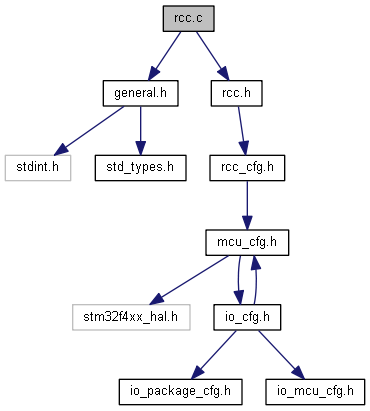 rcc.c
general.h
rcc.h
stdint.h
std_types.h
rcc_cfg.h
mcu_cfg.h
stm32f4xx_hal.h
io_cfg.h
io_package_cfg.h
io_mcu_cfg.h